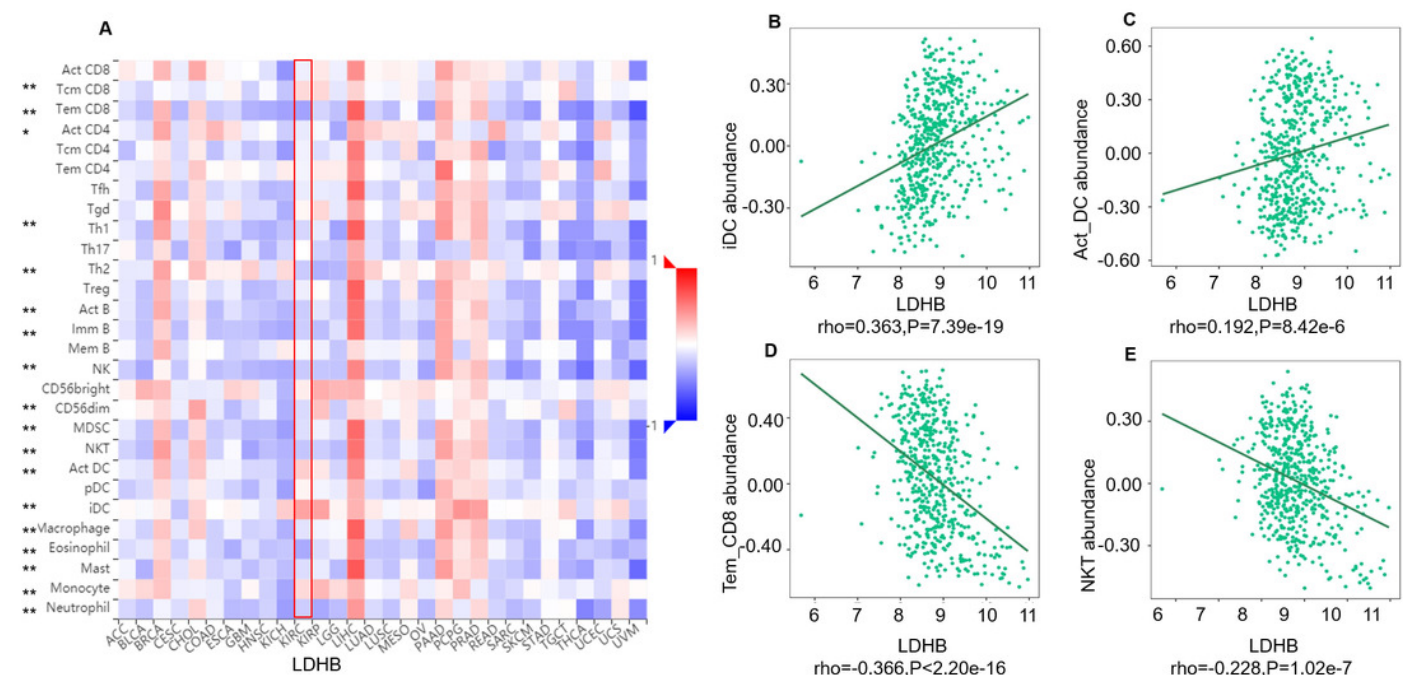 A
** Act CD8
Tcm CD8
** Tem CD8
* Act CD4
Tcm CD4
Tem CD4
Tfh
Tgd
** Th1
Th17
** Th2
Treg
** Act B
** Imm B
Mem B
** NK
CD56bright
** CD56dim
** MDSC
** NKT
** Act DC
pDC
** iDC
** Macrophage
** Eosinophil
** Mast
** Monocyte
** Neutrophil
ACC BLCA BRCA CESC CHOL COAD ESCA GBM HNSC KICH KIRC KIRP LGG LIHC LUAD LUSC MESO OV PAAD PCPG PRAD READ SARC SKCM STAD TGCT THCA UCEC UCS UVM
LDHB
1
-1
B
iDC abundance
0.30
0.00
-0.30
6 7 8 9 10 11
LDHB
rho=0.363,P=7.39e-19
C
Act_DC abundance
0.60
0.30
0.00
-0.30
-0.60
6 7 8 9 10 11
LDHB
rho=0.192,P=8.42e-6
D
Tem_CD8 abundance
0.40
0.00
-0.40
6 7 8 9 10 11
LDHB
rho=-0.366,P<2.20e-16
E
NKT abundance
0.30
0.00
-0.30
6 7 8 9 10 11
LDHB
rho=-0.228,P=1.02e-7